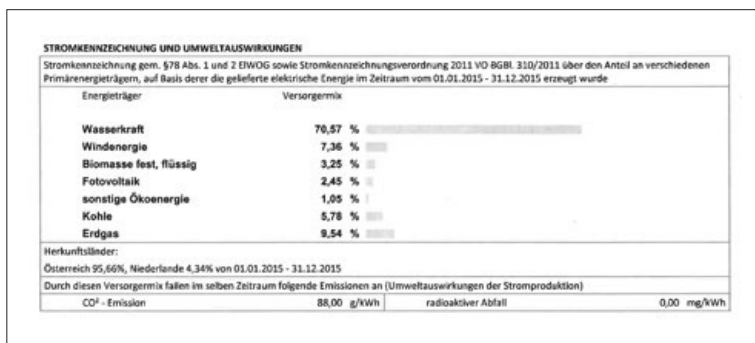 STROMKENNZEICHNUNG UND UMWELTAUSWIRKUNGEN
Stromkennzeichnung gem. §78 Abs. 1 und 2 ElWOG sowie Stromkennzeichnungsverordnung 2011 VO BGBl. 310/2011 über den Anteil an verschiedenen
Primärenergieträgern, auf Basis derer die gelieferte elektrische Energie im Zeitraum vom 01.01.2015 - 31.12.2015 erzeugt wurde
Energieträger Versorgermix
Wasserkraft 70,57 %
Windenergie 7,36 %
Biomasse fest, flüssig 3,25 %
Fotovoltaik 2,45 %
sonstige Ökoenergie 1,05 %
Kohle 5,78 %
Erdgas 9,54 %
Herkunftsländer:
Österreich 95,66%, Niederlande 4,34% von 01.01.2015 - 31.12.2015
Durch diesen Versorgermix fallen im selben Zeitraum folgende Emissionen an (Umweltauswirkungen der Stromproduktion)
CO² - Emission 88,00 g/kWh radioaktiver Abfall 0,00 mg/kWh